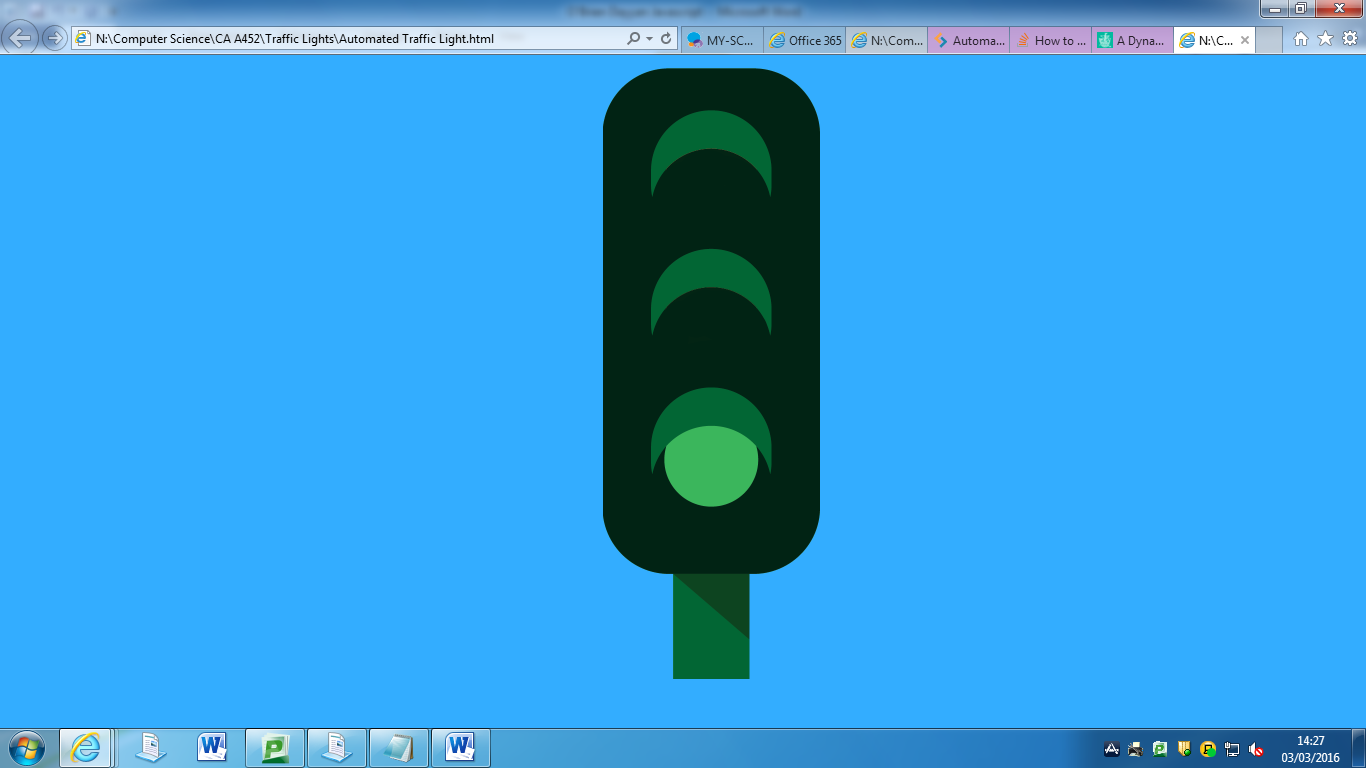 N:\Computer Science\CA A452\Traffic Lights\Automated Traffic Light.html
MY-SC...
Office 365
N:\Com...
Automa...
How to ...
A Dyna...
N:\C...
14:27
03/03/2016